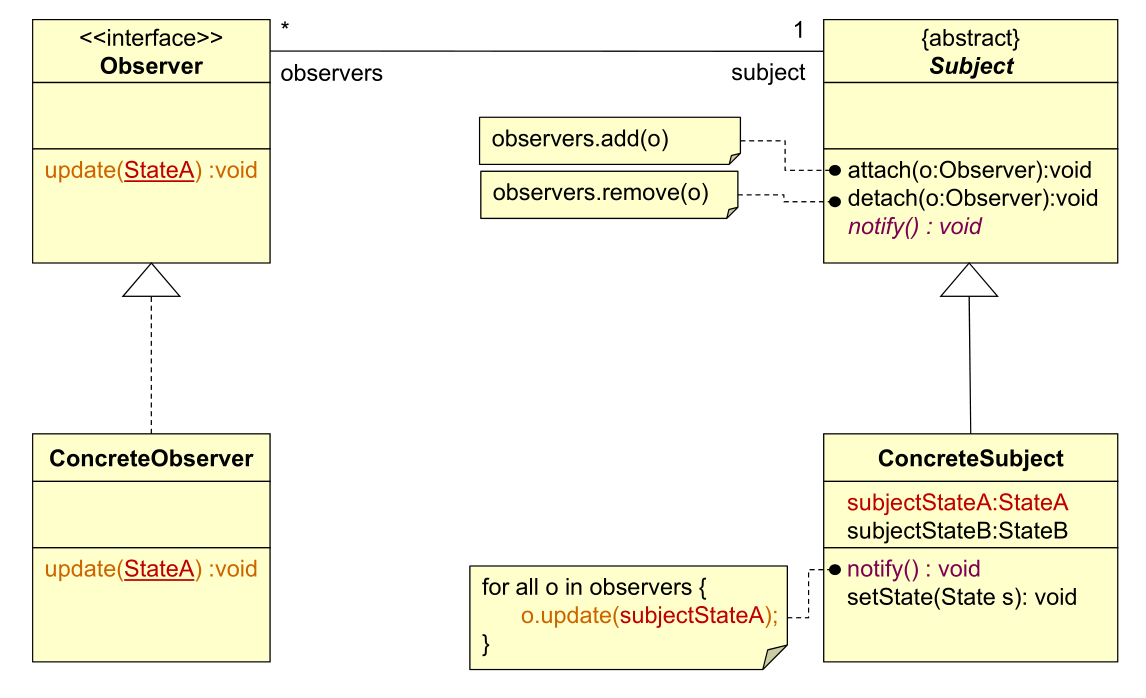 <<interface>>
Observer
update(StateA) :void
*
1
observers
subject
{abstract}
Subject
observers.add(o)
observers.remove(o)
attach(o:Observer):void
detach(o:Observer):void
notify() : void
ConcreteObserver
update(StateA) :void
ConcreteSubject
subjectStateA:StateA
subjectStateB:StateB
notify() : void
setState(State s): void
for all o in observers {
o.update(subjectStateA);
}